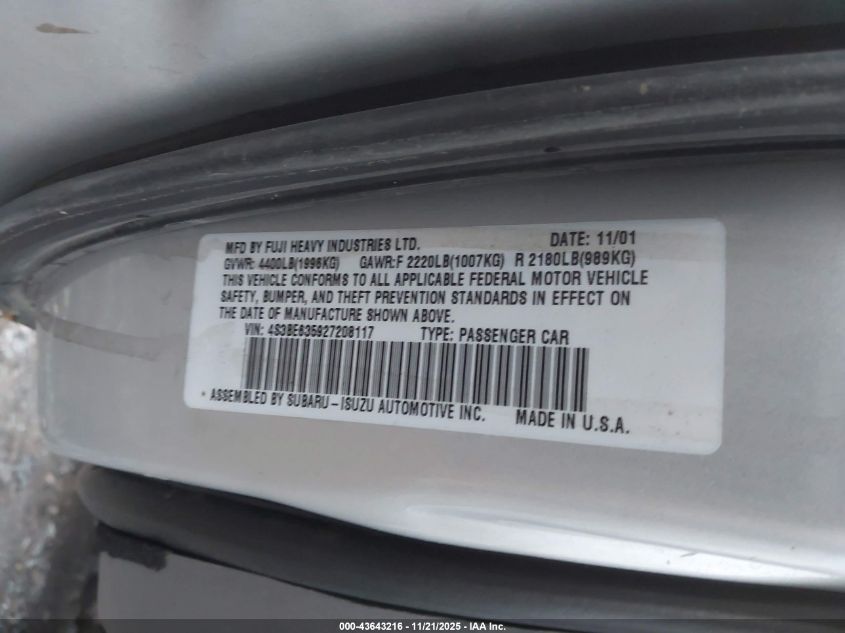 MFD BY FUJI HEAVY INDUSTRIES LTD. DATE: 11/01
GVWR: 4400LB(1996KG) GAWR:F 2220LB(1007KG) R 2180LB(989KG)
THIS VEHICLE CONFORMS TO ALL APPLICABLE FEDERAL MOTOR VEHICLE
SAFETY, BUMPER, AND THEFT PREVENTION STANDARDS IN EFFECT ON
THE DATE OF MANUFACTURE SHOWN ABOVE.
VIN: 4S3BE635927208117 TYPE: PASSENGER CAR
* ASSEMBLED BY SUBARU-ISUZU AUTOMOTIVE INC. MADE IN U.S.A.
000-43643216 - 11/21/2025 - IAA Inc.